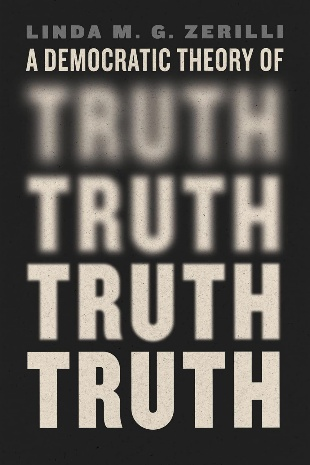 LINDA M. G. ZERILLI
A DEMOCRATIC THEORY OF
TRUTH
TRUTH
TRUTH
TRUTH